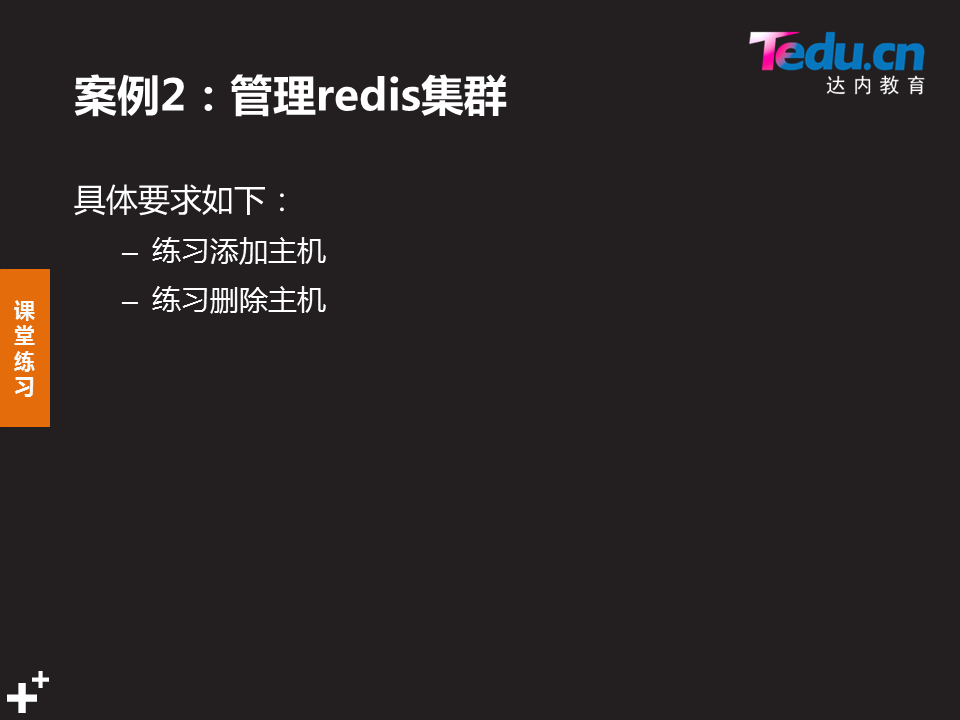 Tedu.cn
达内教育
案例2：管理redis集群
具体要求如下：
– 练习添加主机
– 练习删除主机
课
堂
练
习